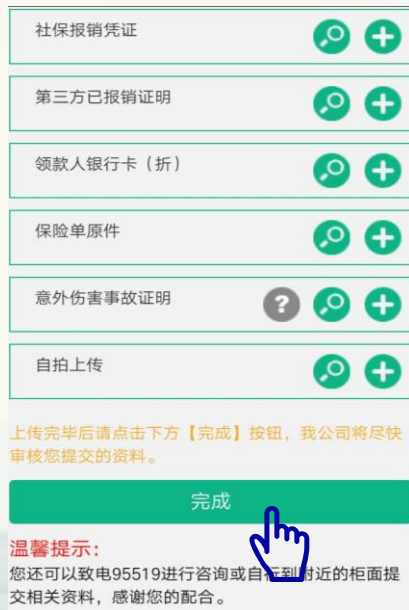 社保报销凭证
第三方已报销证明
领款人银行卡（折）
保险单原件
意外伤害事故证明
?
自拍上传
上传完毕后请点击下方【完成】按钮，我公司将尽快
审核您提交的资料。
完成
温馨提示：
您还可以致电95519进行咨询或自行到附近的柜面提
交相关资料，感谢您的配合。